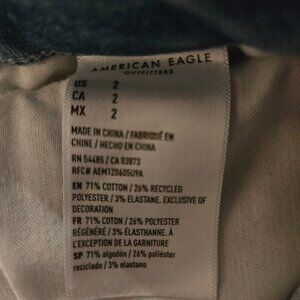 AMERICAN EAGLE
OUTFITTERS
US 2
CA 2
MX 2
MADE IN CHINA / FABRIQUÉ EN
CHINE / HECHO EN CHINA
RN 54485 / CA 03873
RFC# AEM1Z0605U9A
EN 71% COTTON / 26% RECYCLED
POLYESTER / 3% ELASTANE. EXCLUSIVE OF
DECORATION
FR 71% COTON / 26% POLYESTER
RÉGÉNÉRÉ / 3% ÉLASTHANNE. À
L'EXCEPTION DE LA GARNITURE
SP 71% algodón / 26% poliéster
reciclado / 3% elastano